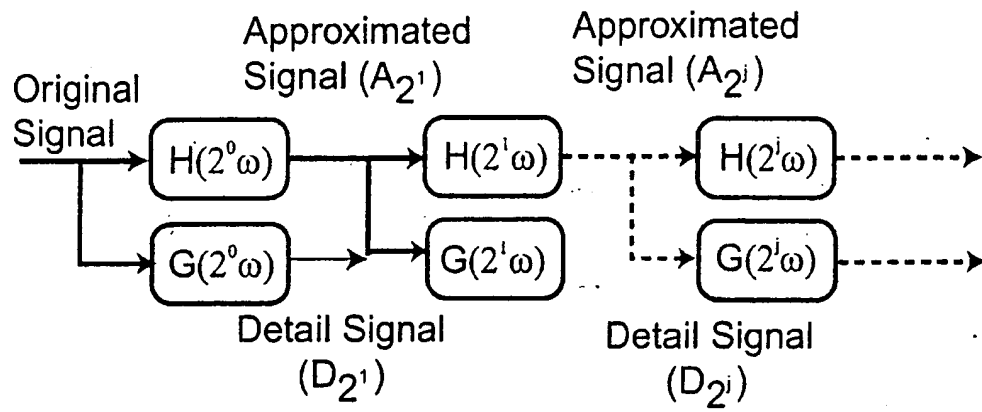 Approximated
Signal (A₂¹)
Approximated
Signal (A₂ʲ)
Original
Signal
H(2⁰ω)
H(2¹ω)
H(2ʲω)
G(2⁰ω)
G(2¹ω)
G(2ʲω)
Detail Signal
(D₂¹)
Detail Signal
(D₂ʲ)